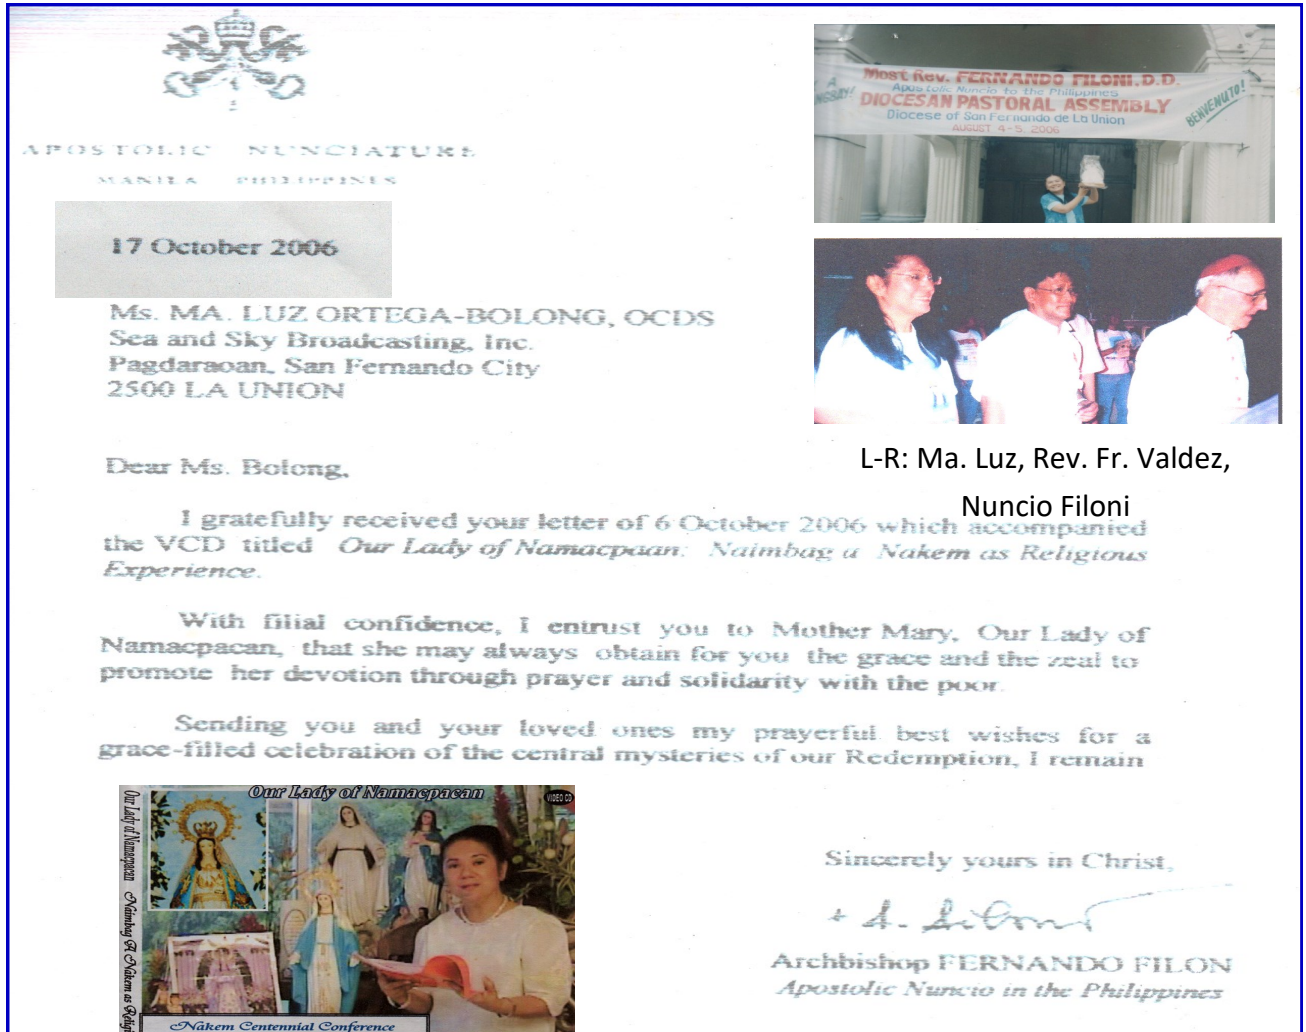 APOSTOLIC NUNCIATURE
MANILA PHILIPPINES
17 October 2006
Ms. MA. LUZ ORTEGA-BOLONG, OCDS
Sea and Sky Broadcasting, Inc.
Pagdaraoan, San Fernando City
2500 LA UNION
Most Rev. FERNANDO FILONI, D.D.
Apostolic Nuncio to the Philippines
DIOCESAN PASTORAL ASSEMBLY
Diocese of San Fernando de La Union
AUGUST 4-5, 2006
BENVENUTO!
L-R: Ma. Luz, Rev. Fr. Valdez,
Nuncio Filoni
Dear Ms. Bolong,
I gratefully received your letter of 6 October 2006 which accompanied
the VCD titled Our Lady of Namacpaan: Naimbag a Nakem as Religious
Experience.
With filial confidence, I entrust you to Mother Mary, Our Lady of
Namacpacan, that she may always obtain for you the grace and the zeal to
promote her devotion through prayer and solidarity with the poor.
Sending you and your loved ones my prayerful best wishes for a
grace-filled celebration of the central mysteries of our Redemption, I remain
Our Lady of Namacpacan
VIDEO CD
Our Lady of Namacpacan Naimbag A Nakem as
Nakem Centennial Conference
Sincerely yours in Christ,
Archbishop FERNANDO FILON
Apostolic Nuncio in the Philippines